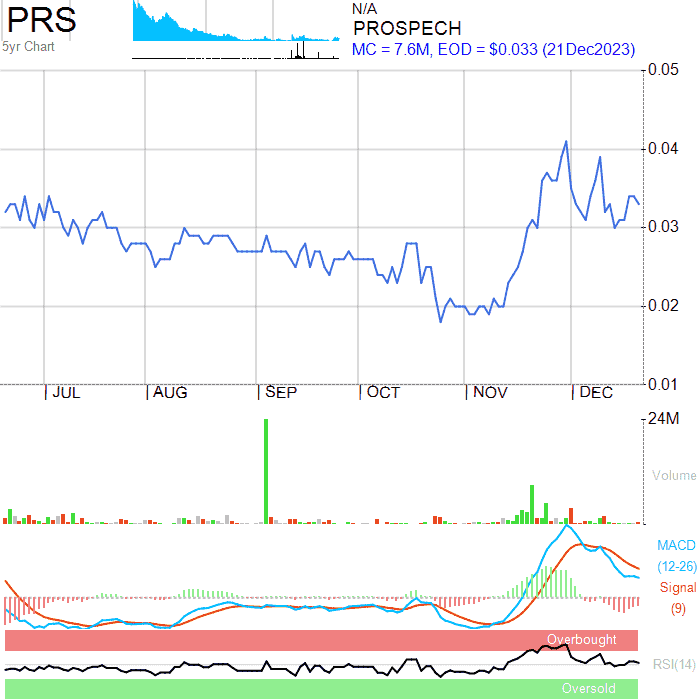 PRS
5yr Chart
N/A
PROSPECH
MC = 7.6M, EOD = $0.033 (21Dec2023)
0.05
0.04
0.03
0.02
0.01
JUL
AUG
SEP
OCT
NOV
DEC
24M
Volume
MACD
(12-26)
Signal
(9)
Overbought
RSI(14)
Oversold